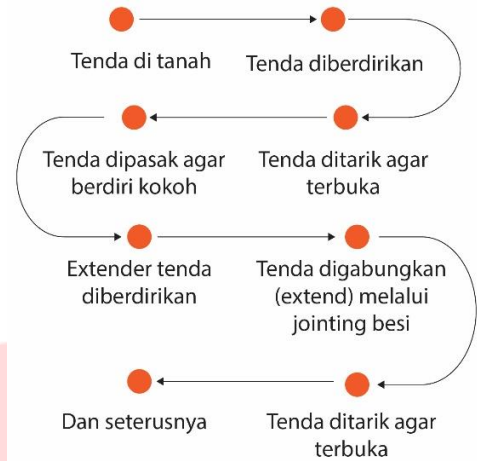 Tenda di tanah
Tenda diberdirikan
Tenda ditarik agar
terbuka
Tenda dipasak agar
berdiri kokoh
Extender tenda
diberdirikan
Tenda digabungkan
(extend) melalui
jointing besi
Tenda ditarik agar
terbuka
Dan seterusnya